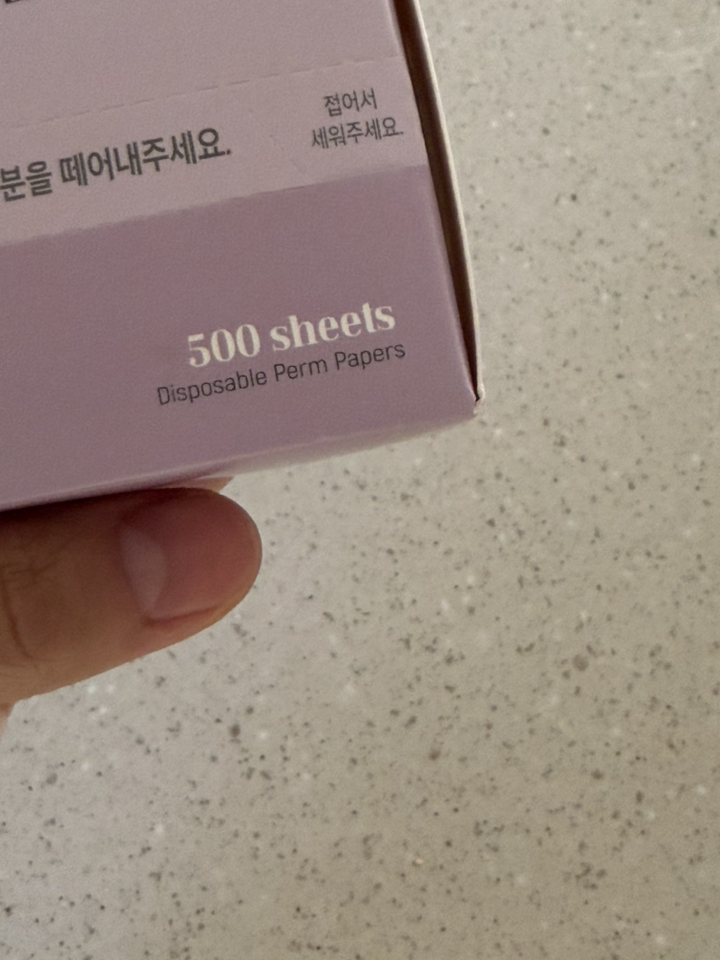 분을 떼어내주세요.
접어서
세워주세요.
500 sheets
Disposable Perm Papers